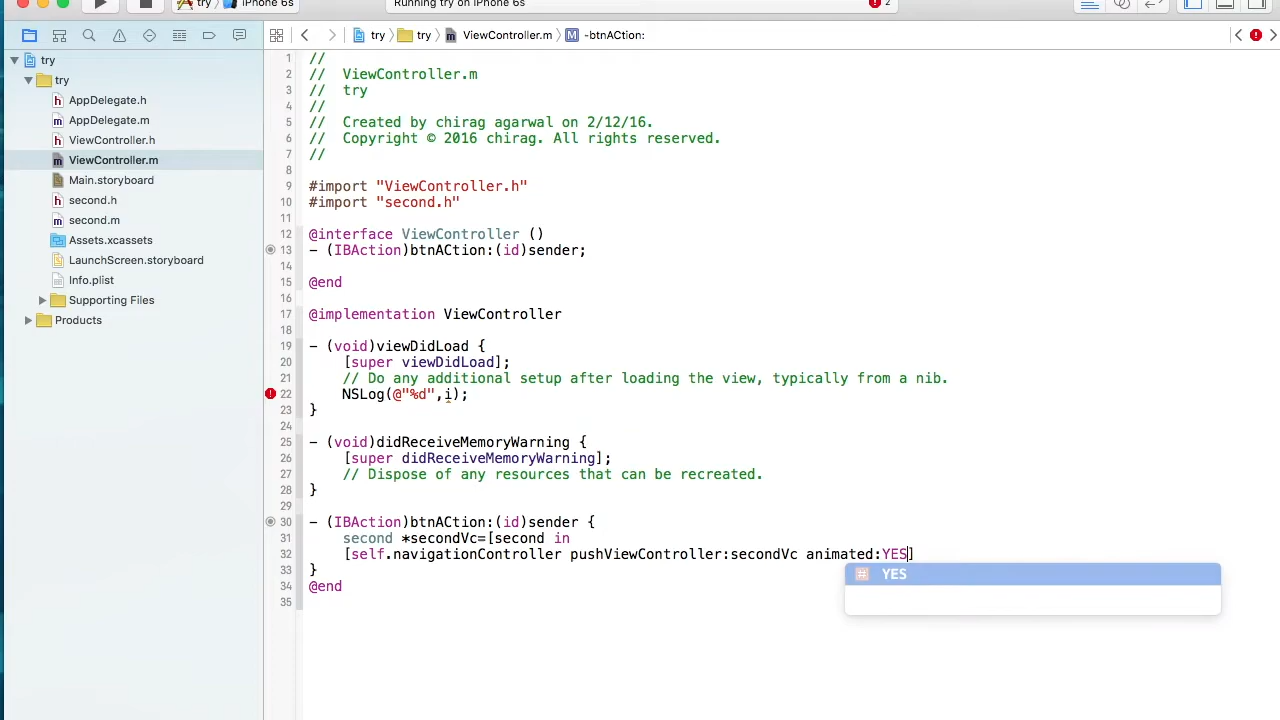 try
iPhone 6s
Running try on iPhone 6s
2
try
try
ViewController.m
-btnACtion:
try
try
AppDelegate.h
AppDelegate.m
ViewController.h
ViewController.m
Main.storyboard
second.h
second.m
Assets.xcassets
LaunchScreen.storyboard
Info.plist
Supporting Files
Products
1 //
2 // ViewController.m
3 // try
4 //
5 // Created by chirag agarwal on 2/12/16.
6 // Copyright © 2016 chirag. All rights reserved.
7 //
8
9 #import "ViewController.h"
10 #import "second.h"
11
12 @interface ViewController ()
13 - (IBAction)btnACtion:(id)sender;
14
15 @end
16
17 @implementation ViewController
18
19 - (void)viewDidLoad {
20 [super viewDidLoad];
21 // Do any additional setup after loading the view, typically from a nib.
22 NSLog(@"%d",i);
23 }
24
25 - (void)didReceiveMemoryWarning {
26 [super didReceiveMemoryWarning];
27 // Dispose of any resources that can be recreated.
28 }
29
30 - (IBAction)btnACtion:(id)sender {
31 second *secondVc=[second in
32 [self.navigationController pushViewController:secondVc animated:YES]
33 }
34 @end
35
# YES